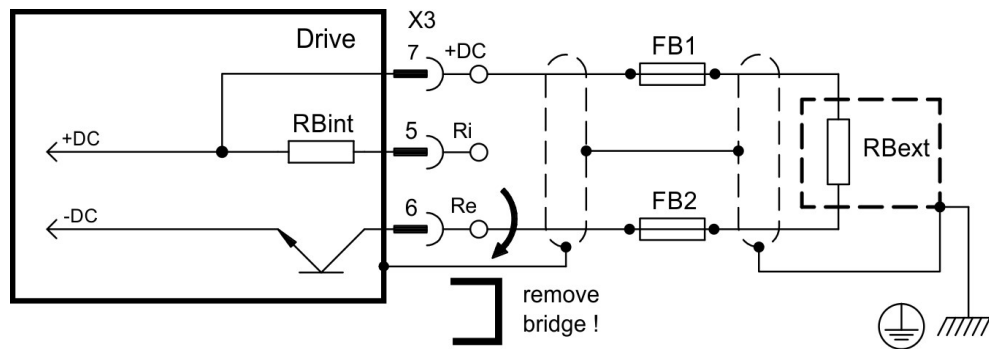 Drive
X3
7
+DC
FB1
RBint
5
Ri
+DC
RBext
6
Re
-DC
FB2
remove
bridge !